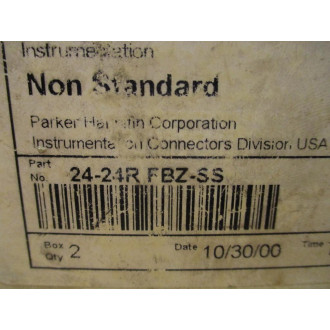 Instrumentation
Non Standard
Parker Hannifin Corporation
Instrumentation Connectors Division, USA
Part No. 24-24R FBZ-SS
Box Qty 2 Date 10/30/00 Time